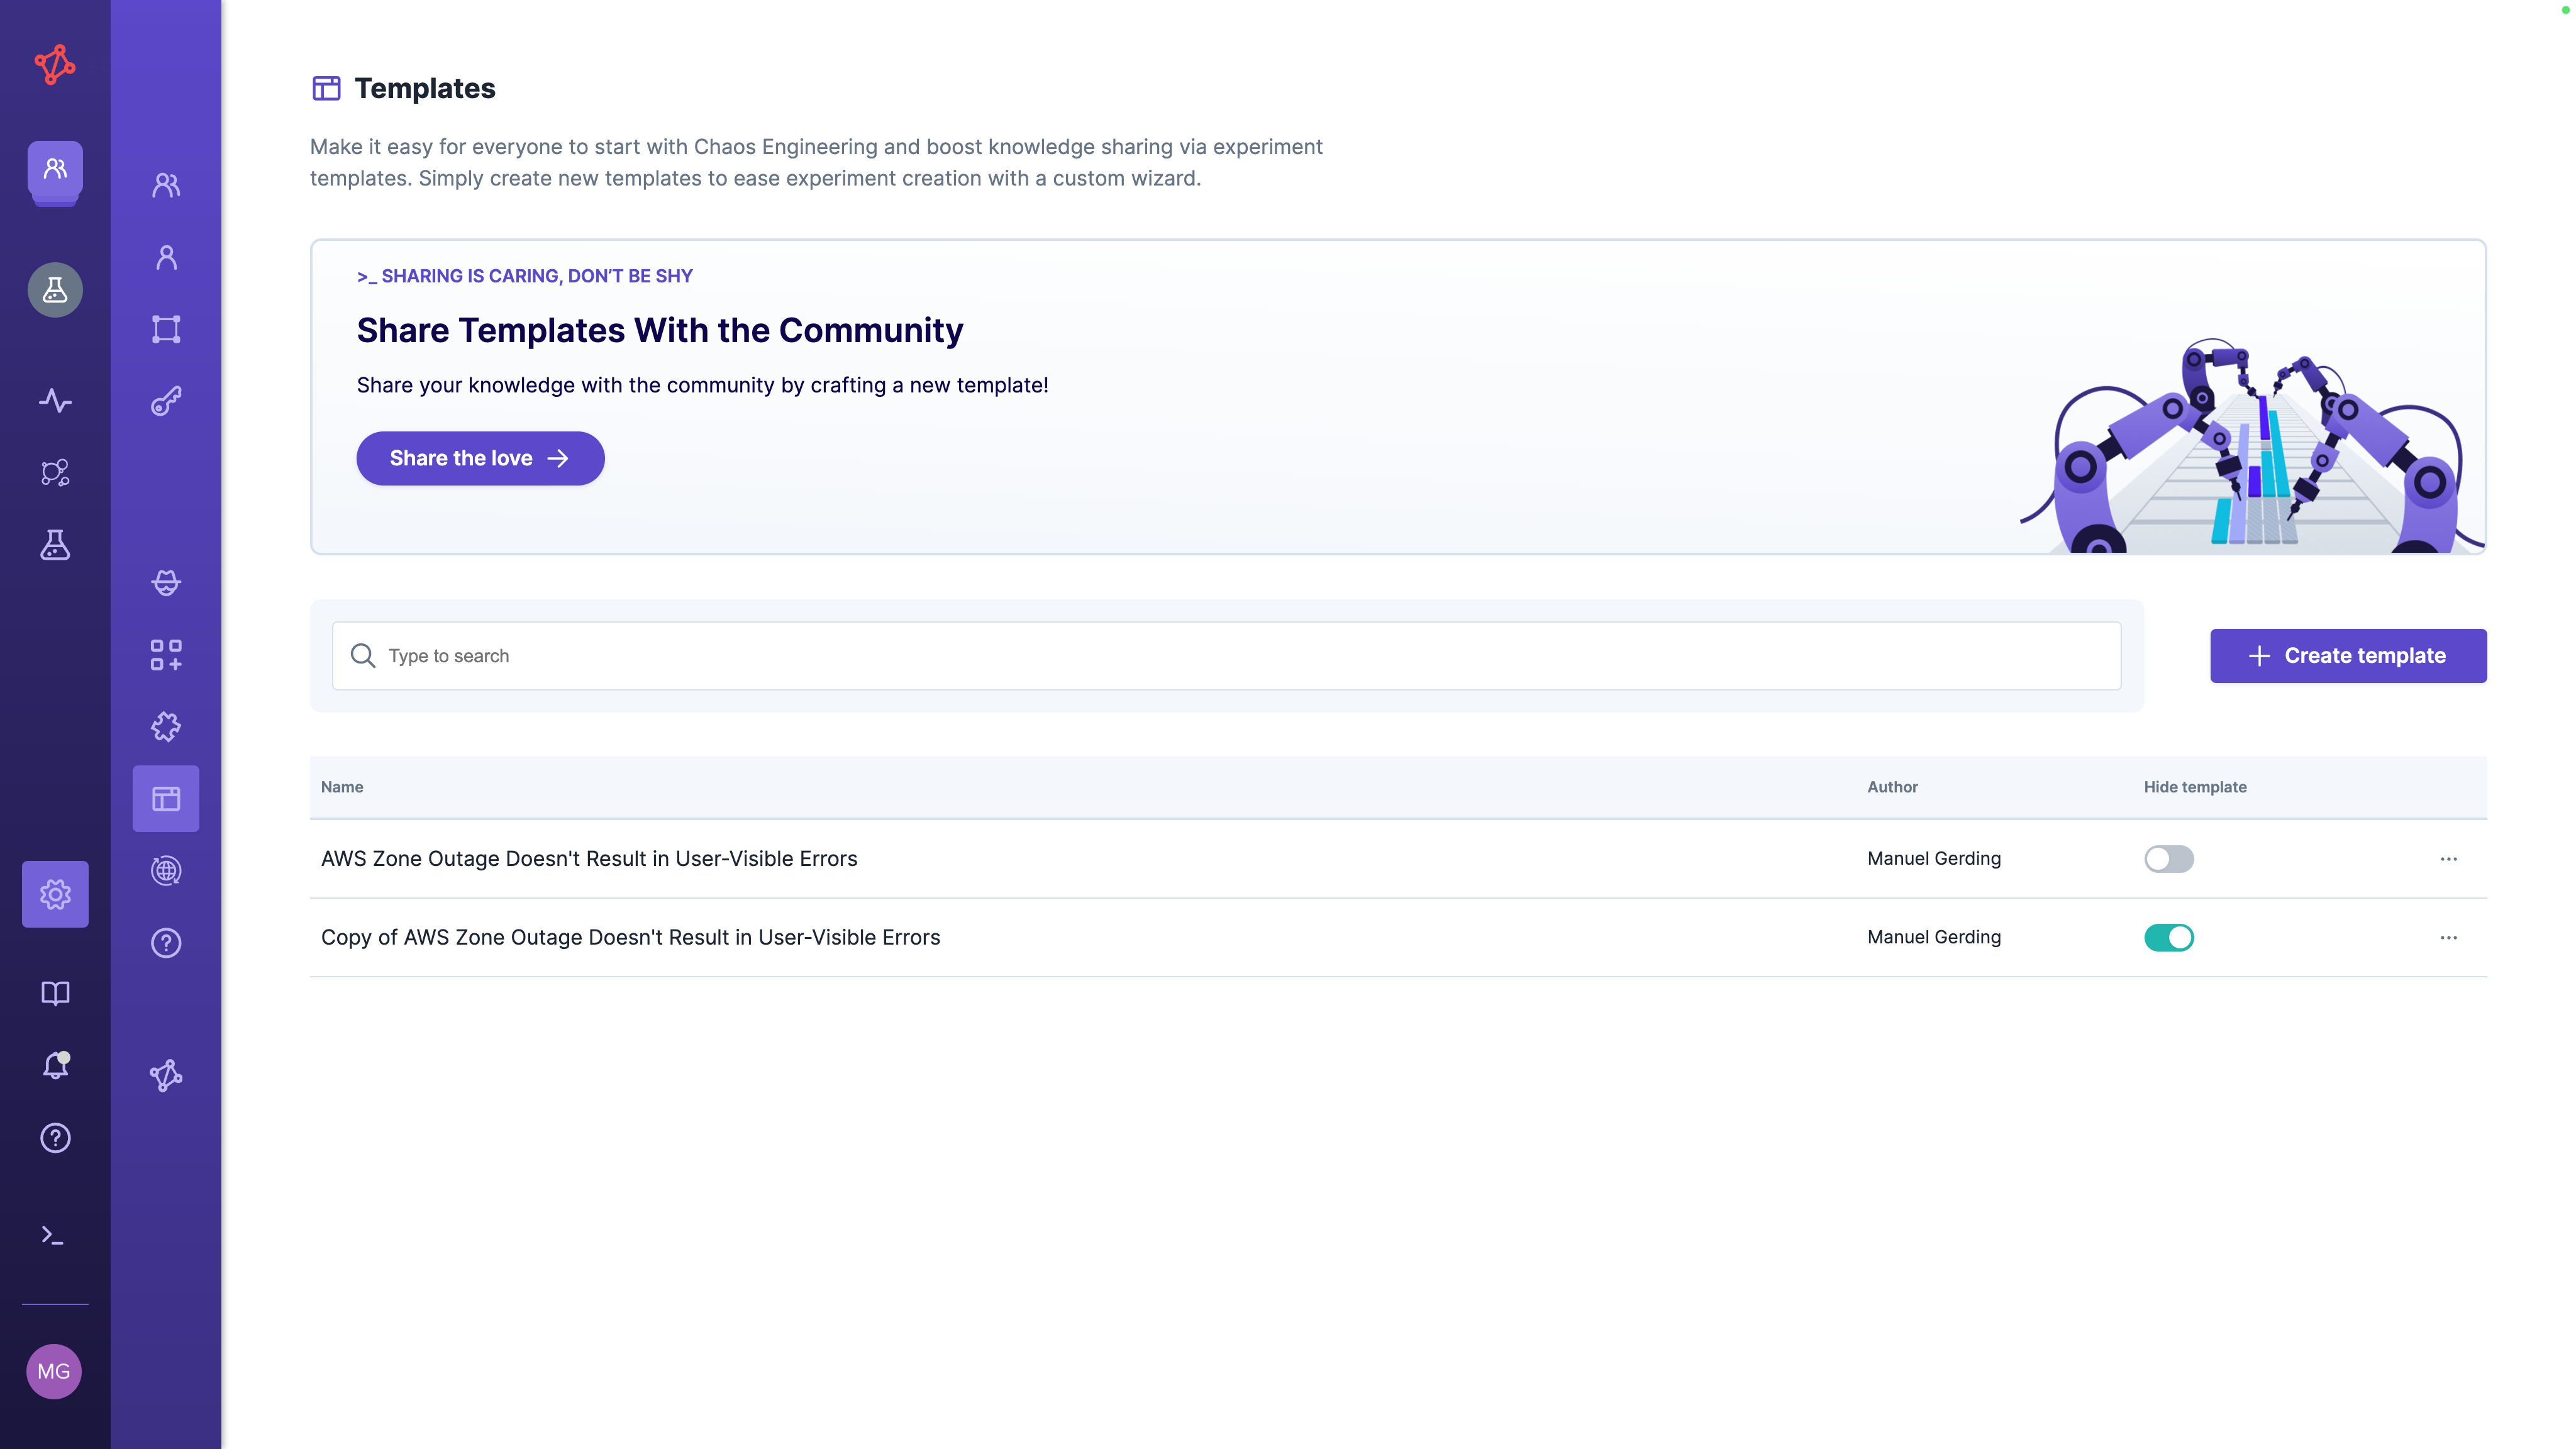 Templates
Make it easy for everyone to start with Chaos Engineering and boost knowledge sharing via experiment
templates. Simply create new templates to ease experiment creation with a custom wizard.
>_ SHARING IS CARING, DON’T BE SHY
Share Templates With the Community
Share your knowledge with the community by crafting a new template!
Share the love
Type to search
Create template
Name Author Hide template
AWS Zone Outage Doesn't Result in User-Visible Errors Manuel Gerding
Copy of AWS Zone Outage Doesn't Result in User-Visible Errors Manuel Gerding
MG